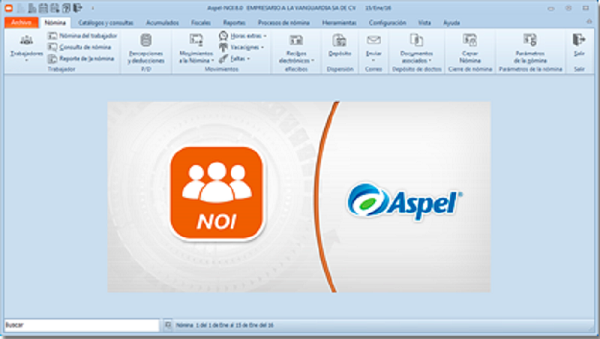 Aspel-NOI 8.0 EMPRESARIO A LA VANGUARDIA SA DE CV 15/Ene/16
Archivo Nómina Catálogos y consultas Acumulados Fiscales Reportes Procesos de nómina Herramientas Configuración Vista Ayuda
Trabajadores
Nómina del trabajador
Consulta de nómina
Reporte de la nómina
Trabajador
Percepciones y deducciones
P/D
Movimientos a la Nómina
Horas extras
Vacaciones
Faltas
Movimientos
Recibos electrónicos
eRecibos
Depósito
Dispersión
Enviar
Correo
Documentos asociados
Depósito de doctos
Cerrar Nómina
Cierre de nómina
Parámetros de la nómina
Parámetros de la nómina
Salir
Salir
NOI
Aspel®
Buscar
Nómina 1 del 1 de Ene al 15 de Ene del 16